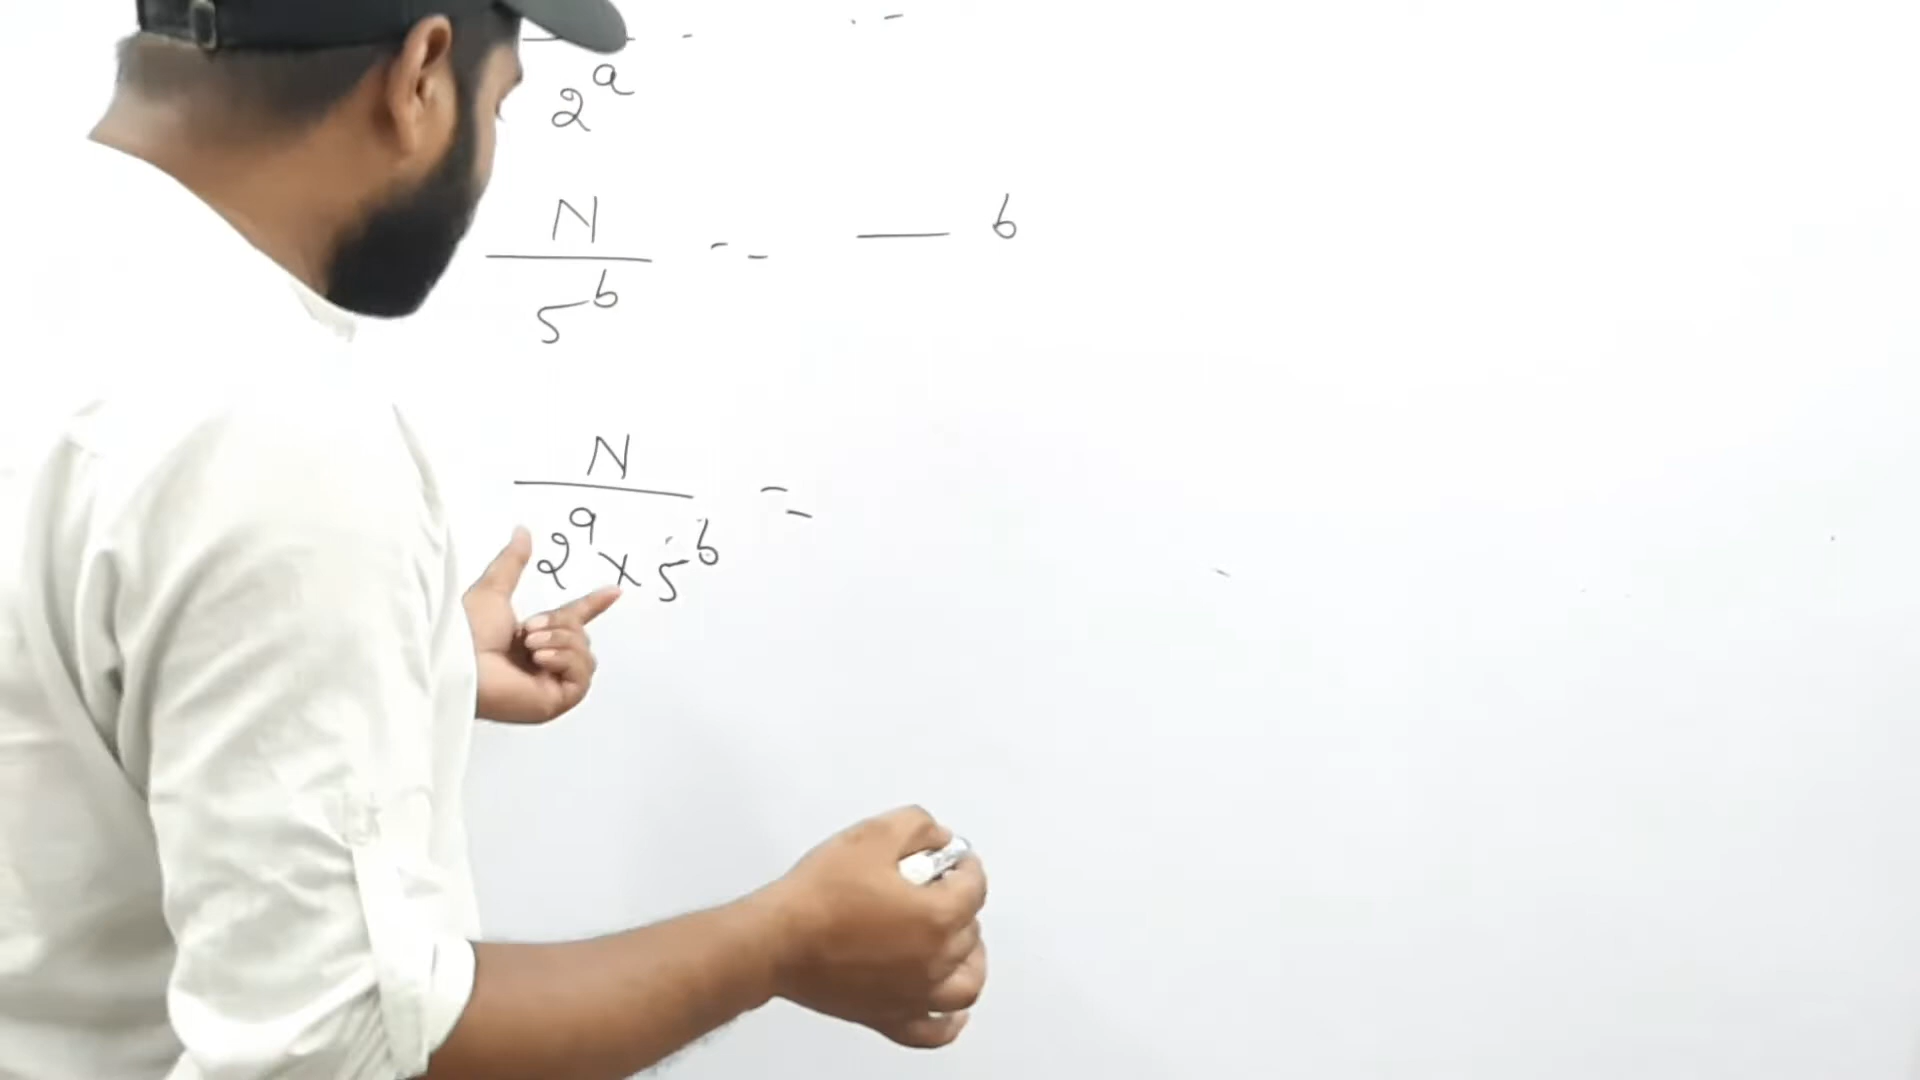 2^a
N/5^b = — b
N/(2^a × 5^b) =